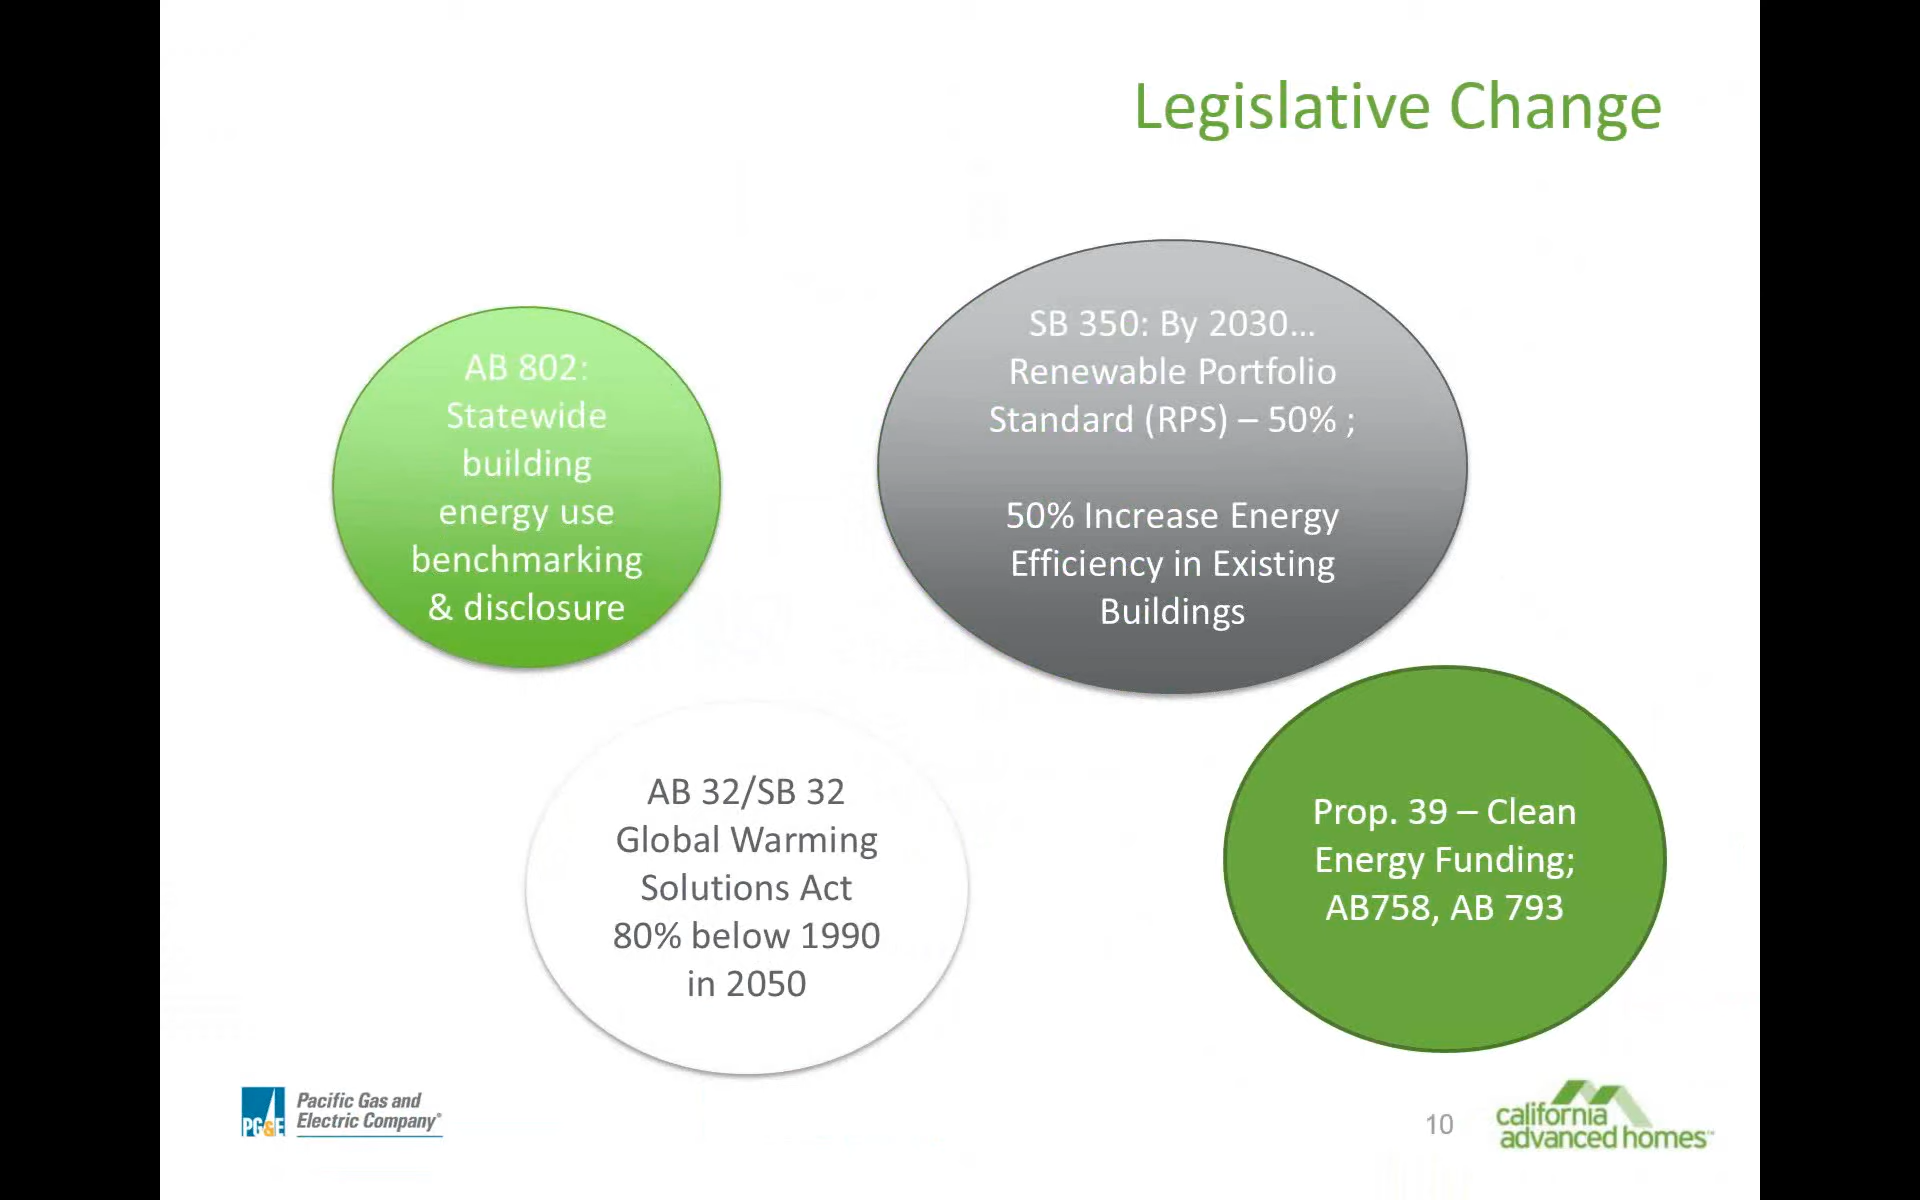 Legislative Change
AB 802:
Statewide
building
energy use
benchmarking
& disclosure
SB 350: By 2030...
Renewable Portfolio
Standard (RPS) – 50% ;
50% Increase Energy
Efficiency in Existing
Buildings
AB 32/SB 32
Global Warming
Solutions Act
80% below 1990
in 2050
Prop. 39 – Clean
Energy Funding;
AB758, AB 793
PG&E
Pacific Gas and
Electric Company®
10
california
advanced homes™